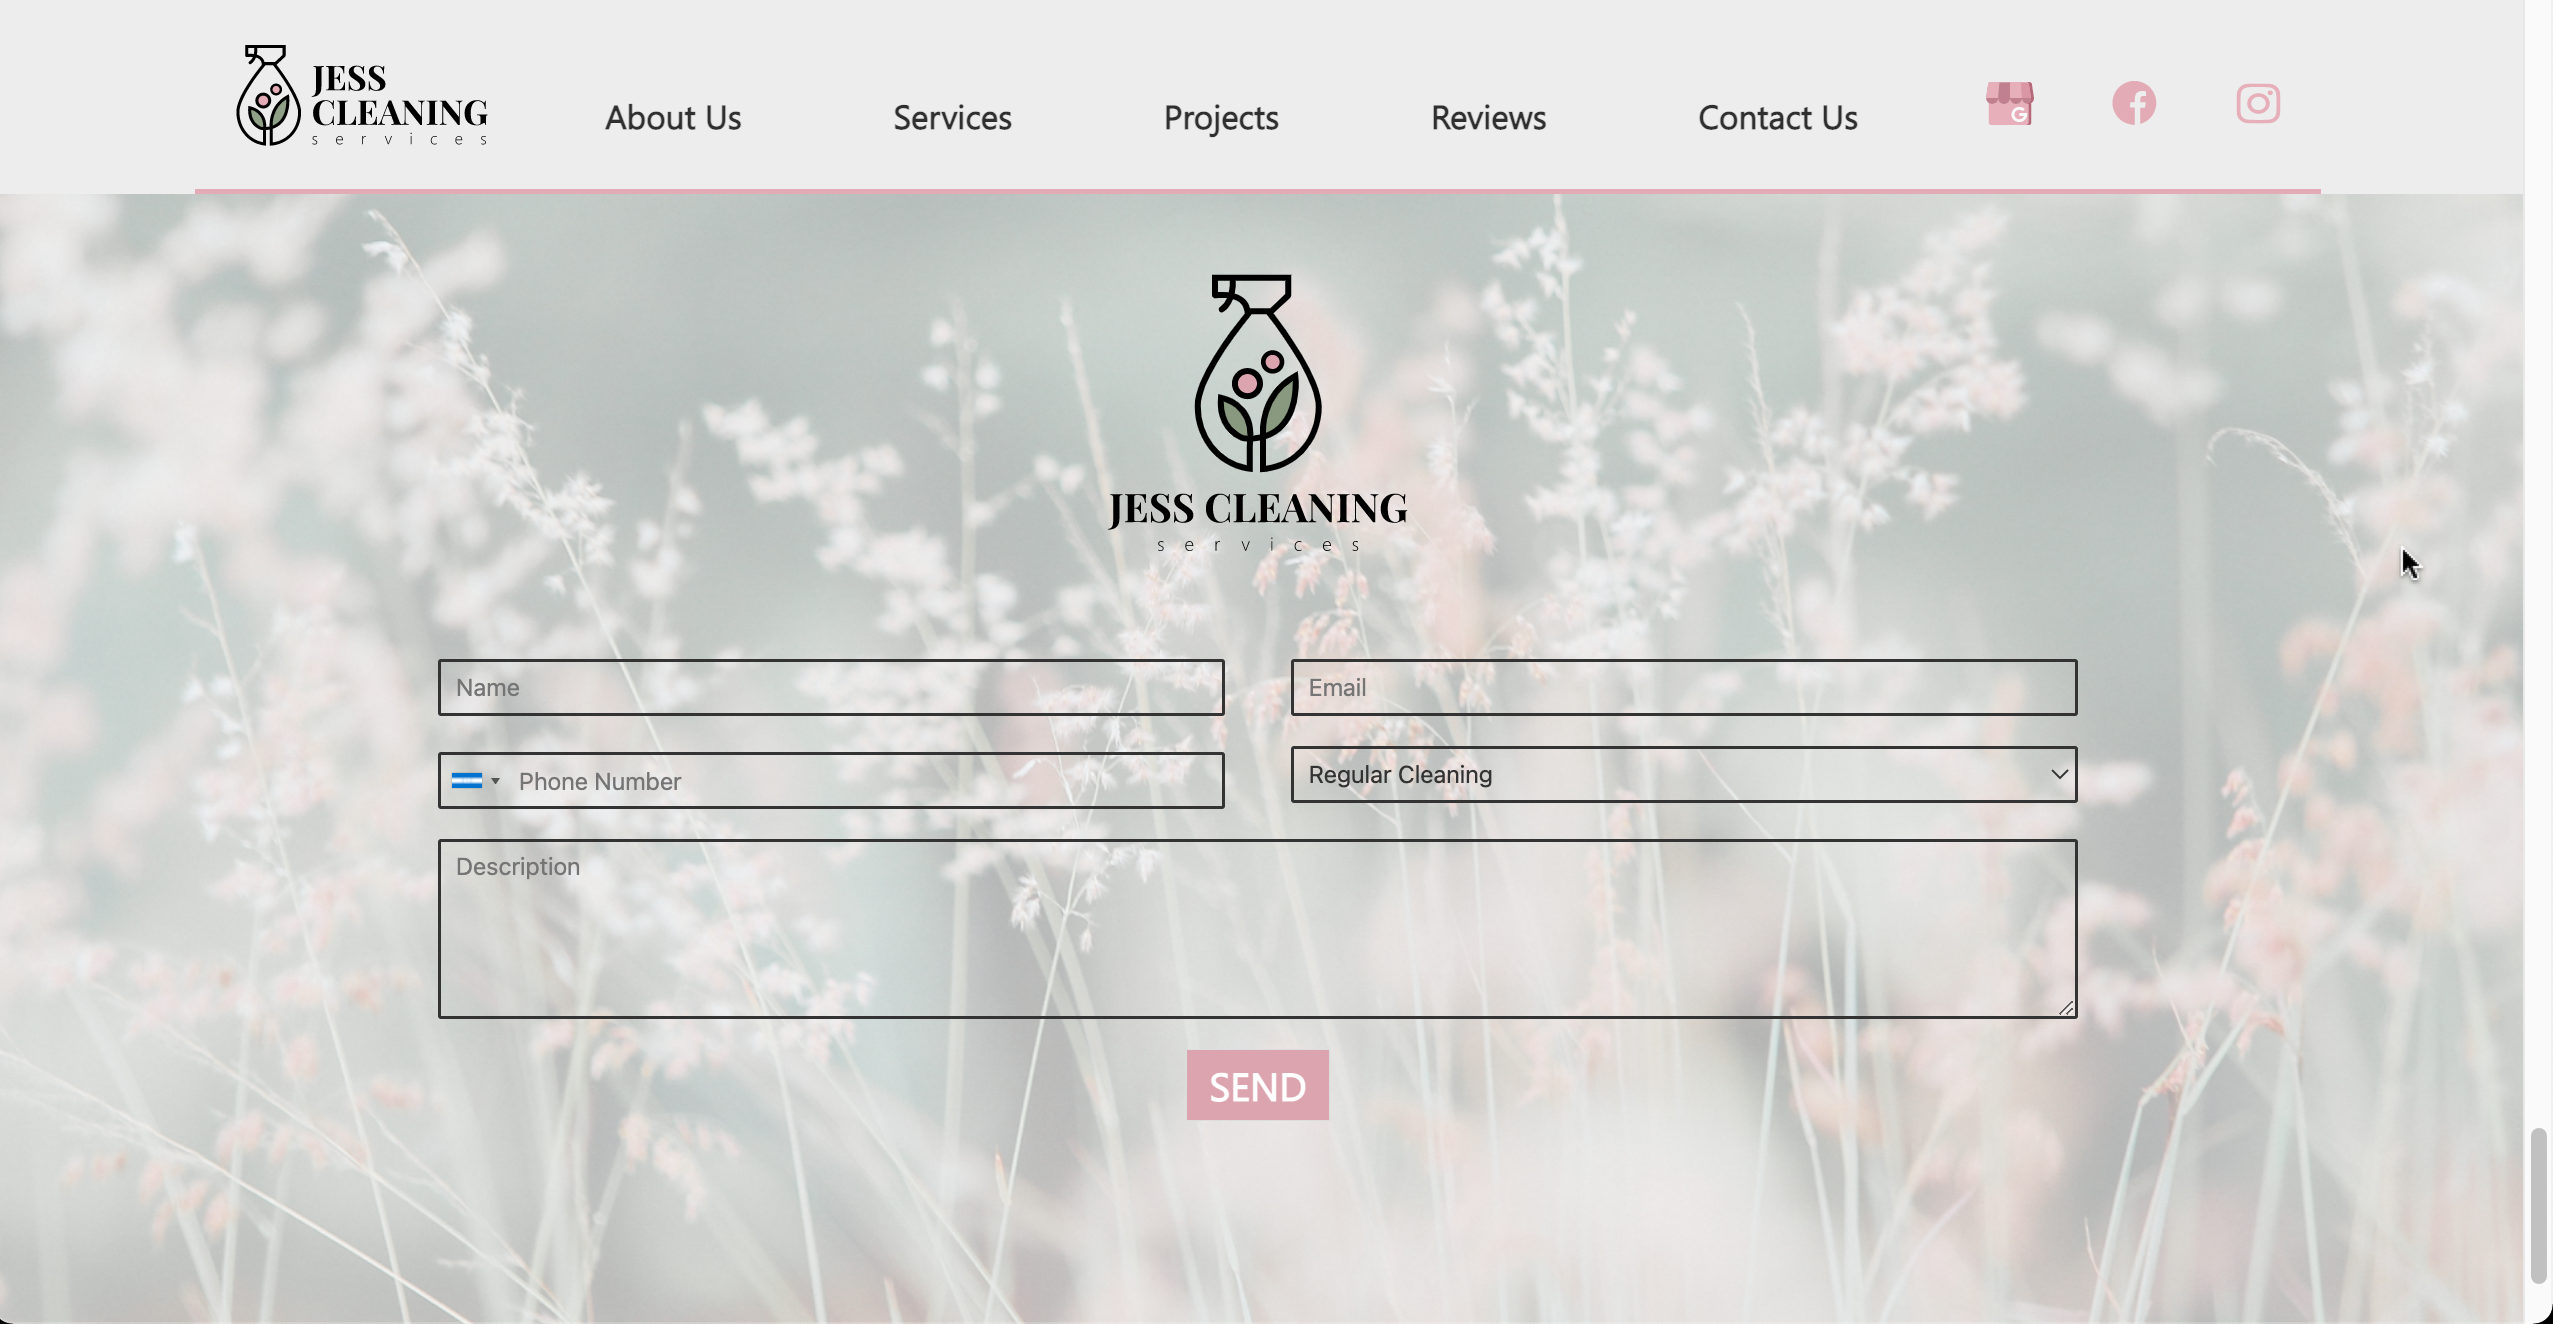 JESS
CLEANING
services
About Us
Services
Projects
Reviews
Contact Us
G
JESS CLEANING
services
Name
Email
Phone Number
Regular Cleaning
Description
SEND